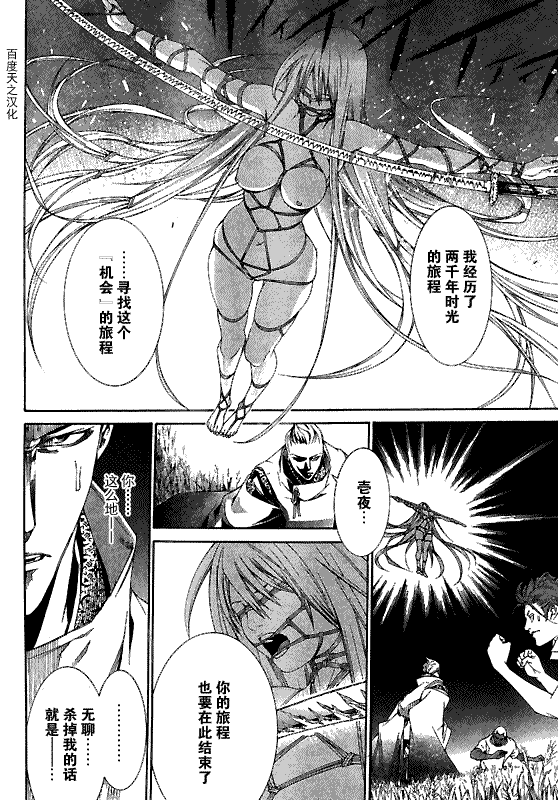 百度天之汉化
我经历了
两千年时光
的旅程
……寻找这个
『机会』的旅程
壱夜…
你……
这么地——
你的旅程
也要在此结束了
………
无聊……
杀掉我的话
就是———